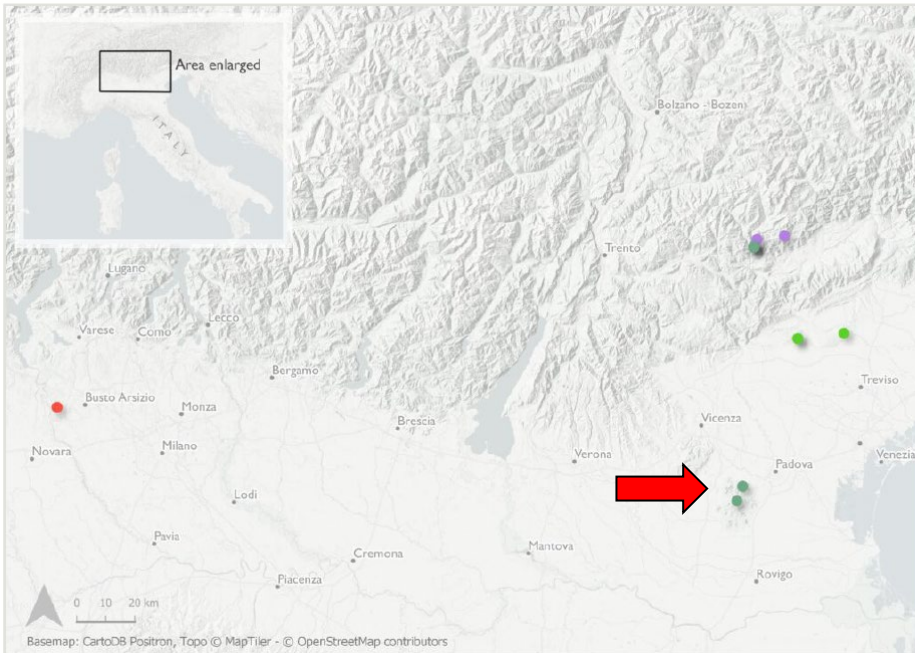 Area enlarged
ITALY
Bolzano - Bozen
Trento
Lugano
Lecco
Varese
Como
Bergamo
Treviso
Busto Arsizio
Monza
Brescia
Vicenza
Novara
Milano
Verona
Padova
Venezia
Lodi
Pavia
Mantova
Cremona
Piacenza
Rovigo
0 10 20 km
Basemap: CartoDB Positron, Topo © MapTiler - © OpenStreetMap contributors